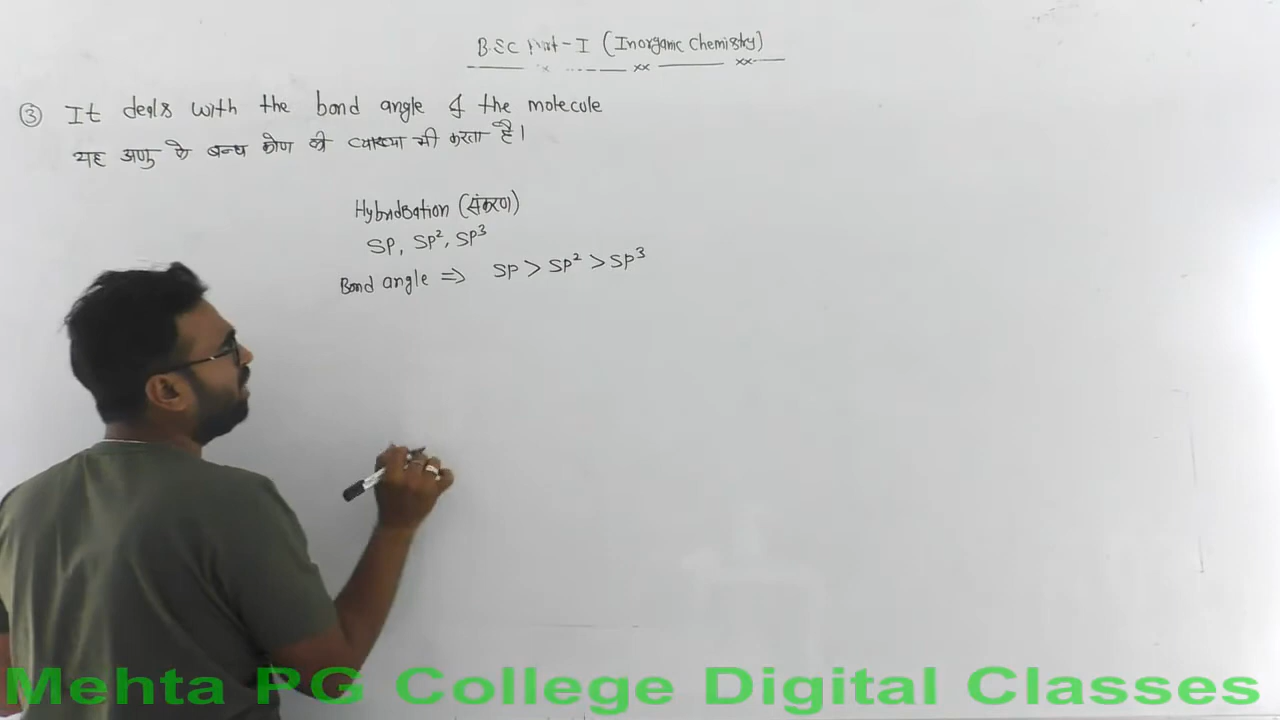 B.SC Part-I (Inorganic Chemistry)
③ It deals with the bond angle of the molecule
यह अणु के बन्ध कोण की व्याख्या भी करता है।
Hybridisation (संकरण)
SP, SP², SP³
Bond angle ⇒ SP > SP² > SP³
Mehta PG College Digital Classes